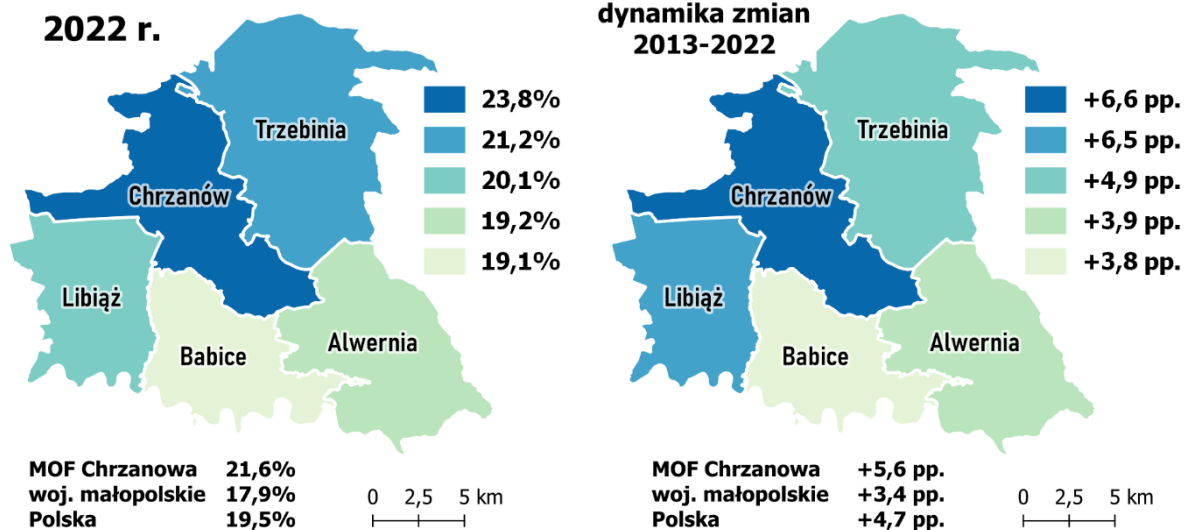 2022 r.
23,8%
21,2%
20,1%
19,2%
19,1%
Trzebinia
Chrzanów
Libiąż
Babice
Alwernia
MOF Chrzanowa 21,6%
woj. małopolskie 17,9%
Polska 19,5%
0 2,5 5 km
dynamika zmian
2013-2022
+6,6 pp.
+6,5 pp.
+4,9 pp.
+3,9 pp.
+3,8 pp.
Trzebinia
Chrzanów
Libiąż
Babice
Alwernia
MOF Chrzanowa +5,6 pp.
woj. małopolskie +3,4 pp.
Polska +4,7 pp.
0 2,5 5 km